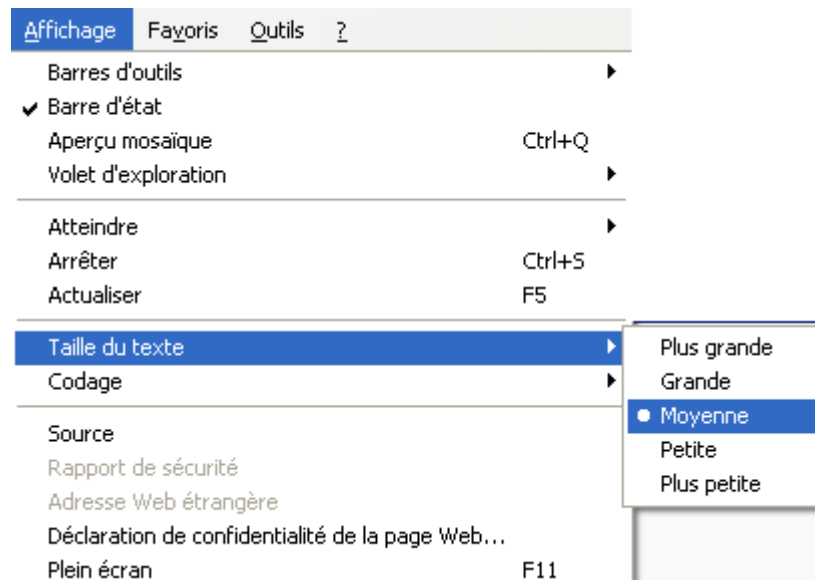 Affichage Favoris Outils ?
Barres d'outils
Barre d'état
Aperçu mosaïque Ctrl+Q
Volet d'exploration
Atteindre
Arrêter Ctrl+S
Actualiser F5
Taille du texte
Codage
Source
Rapport de sécurité
Adresse Web étrangère
Déclaration de confidentialité de la page Web...
Plein écran F11
Plus grande
Grande
Moyenne
Petite
Plus petite